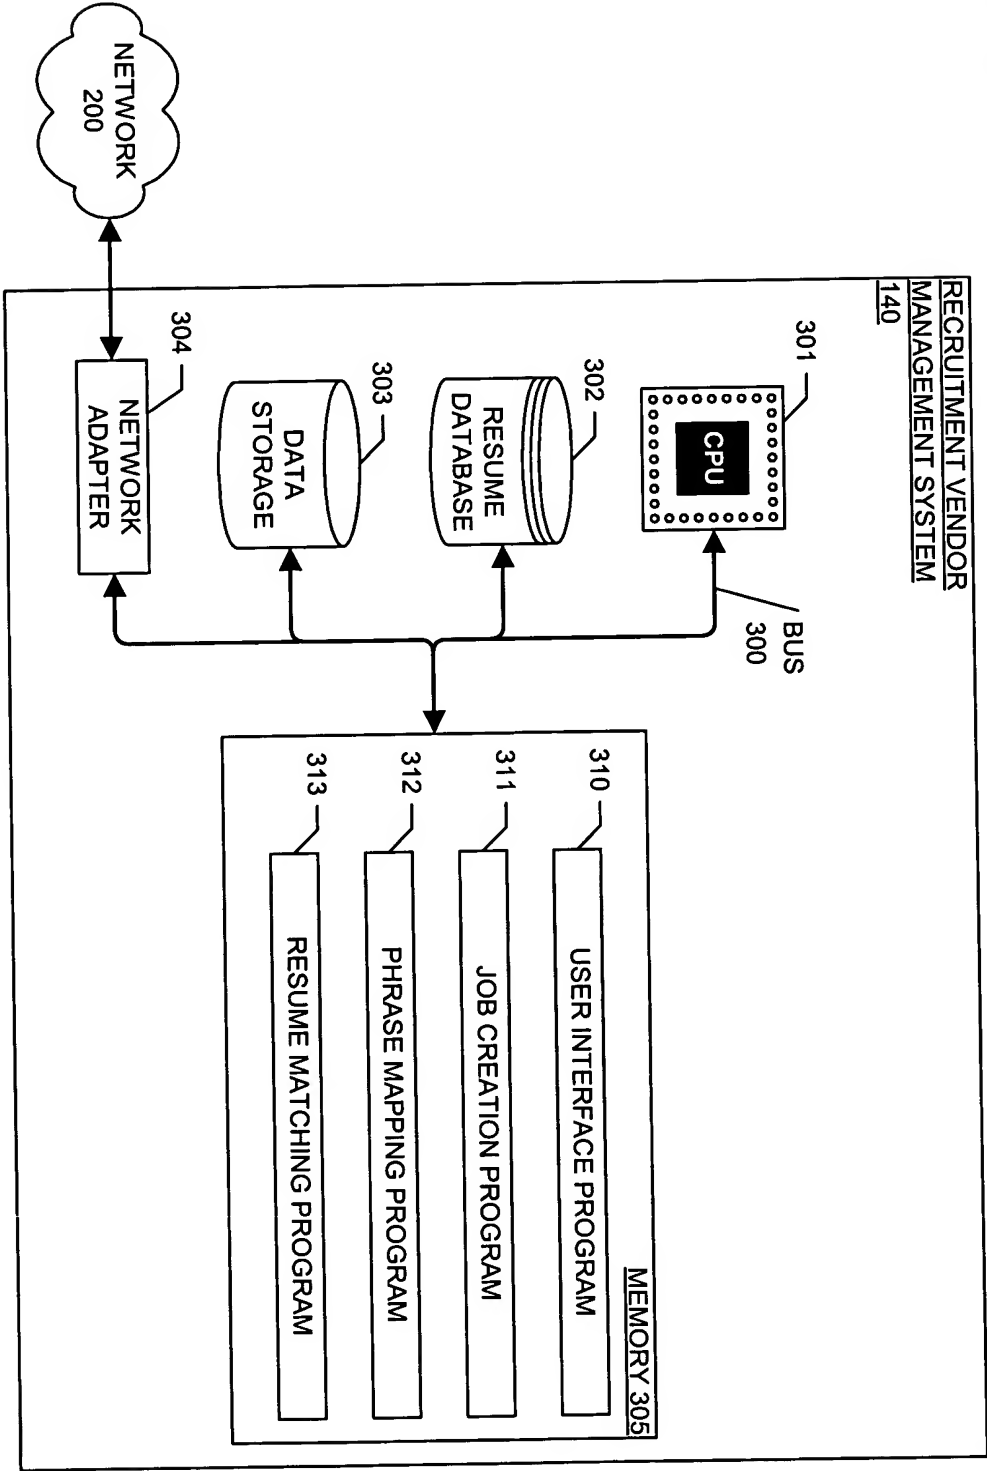 RECRUITMENT VENDOR
MANAGEMENT SYSTEM
140
301
CPU
BUS
300
302
RESUME
DATABASE
303
DATA
STORAGE
304
NETWORK
ADAPTER
NETWORK
200
MEMORY 305
310
USER INTERFACE PROGRAM
311
JOB CREATION PROGRAM
312
PHRASE MAPPING PROGRAM
313
RESUME MATCHING PROGRAM